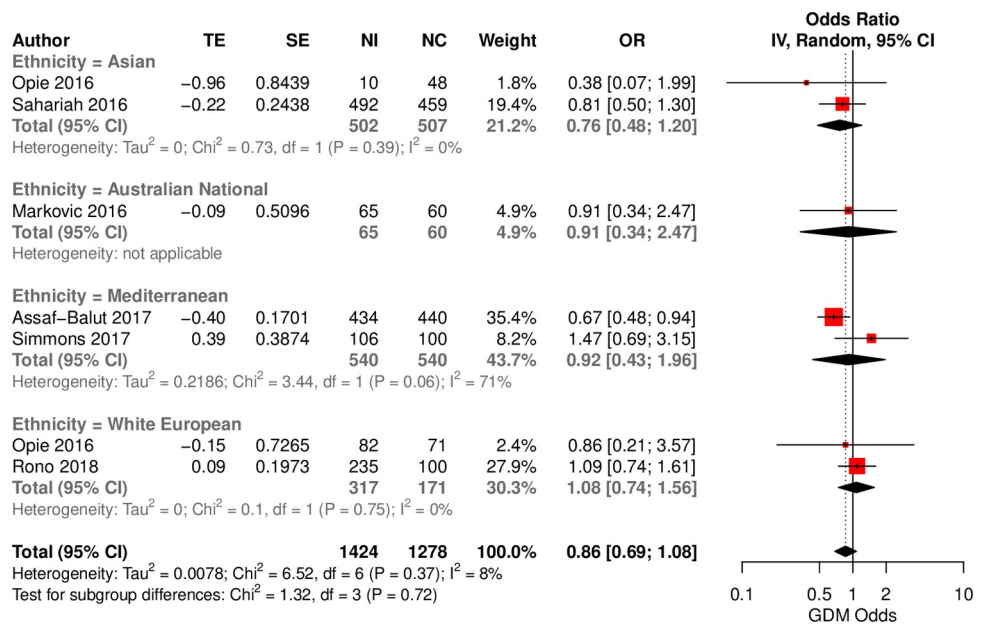 Odds Ratio
Author TE SE NI NC Weight OR IV, Random, 95% CI
Ethnicity = Asian
Opie 2016 −0.96 0.8439 10 48 1.8% 0.38 [0.07; 1.99]
Sahariah 2016 −0.22 0.2438 492 459 19.4% 0.81 [0.50; 1.30]
Total (95% CI) 502 507 21.2% 0.76 [0.48; 1.20]
Heterogeneity: Tau² = 0; Chi² = 0.73, df = 1 (P = 0.39); I² = 0%
Ethnicity = Australian National
Markovic 2016 −0.09 0.5096 65 60 4.9% 0.91 [0.34; 2.47]
Total (95% CI) 65 60 4.9% 0.91 [0.34; 2.47]
Heterogeneity: not applicable
Ethnicity = Mediterranean
Assaf−Balut 2017 −0.40 0.1701 434 440 35.4% 0.67 [0.48; 0.94]
Simmons 2017 0.39 0.3874 106 100 8.2% 1.47 [0.69; 3.15]
Total (95% CI) 540 540 43.7% 0.92 [0.43; 1.96]
Heterogeneity: Tau² = 0.2186; Chi² = 3.44, df = 1 (P = 0.06); I² = 71%
Ethnicity = White European
Opie 2016 −0.15 0.7265 82 71 2.4% 0.86 [0.21; 3.57]
Rono 2018 0.09 0.1973 235 100 27.9% 1.09 [0.74; 1.61]
Total (95% CI) 317 171 30.3% 1.08 [0.74; 1.56]
Heterogeneity: Tau² = 0; Chi² = 0.1, df = 1 (P = 0.75); I² = 0%
Total (95% CI) 1424 1278 100.0% 0.86 [0.69; 1.08]
Heterogeneity: Tau² = 0.0078; Chi² = 6.52, df = 6 (P = 0.37); I² = 8%
Test for subgroup differences: Chi² = 1.32, df = 3 (P = 0.72)
0.1 0.5 1 2 10
GDM Odds